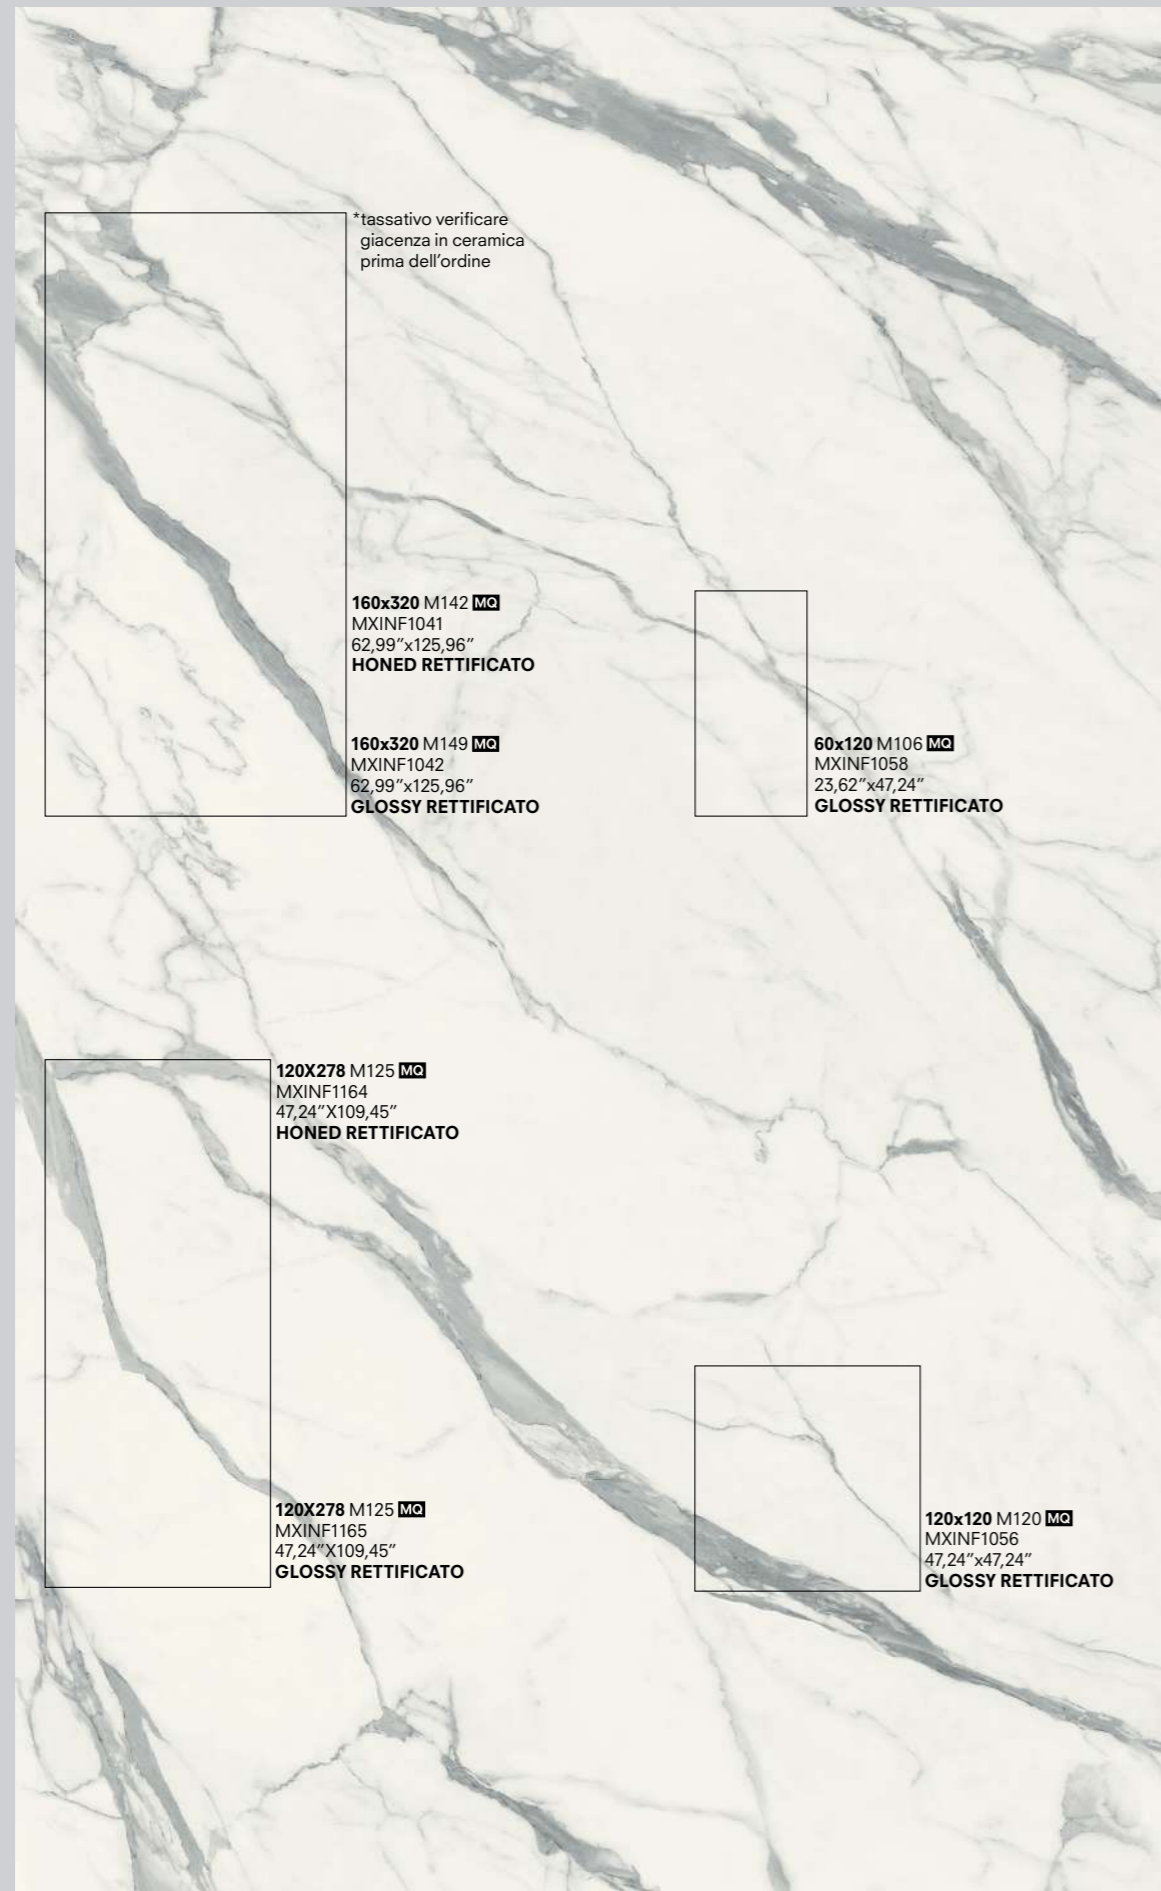 *tassativo verificare
giacenza in ceramica
prima dell’ordine
160x320 M142 MQ
MXINF1041
62,99”x125,96”
HONED RETTIFICATO
160x320 M149 MQ
MXINF1042
62,99”x125,96”
GLOSSY RETTIFICATO
60x120 M106 MQ
MXINF1058
23,62”x47,24”
GLOSSY RETTIFICATO
120X278 M125 MQ
MXINF1164
47,24”X109,45”
HONED RETTIFICATO
120X278 M125 MQ
MXINF1165
47,24”X109,45”
GLOSSY RETTIFICATO
120x120 M120 MQ
MXINF1056
47,24”x47,24”
GLOSSY RETTIFICATO